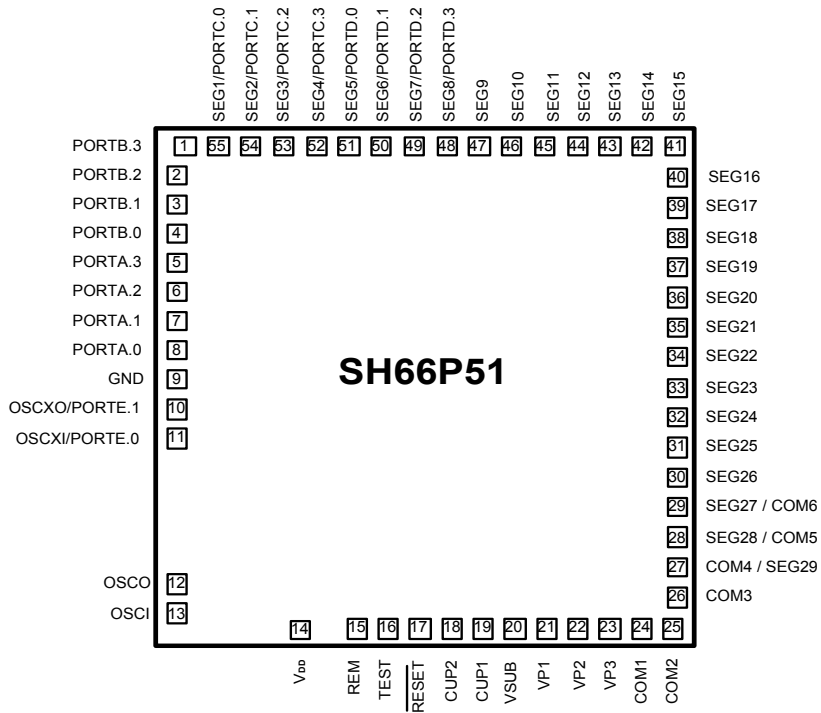 SEG1/PORTC.0
SEG2/PORTC.1
SEG3/PORTC.2
SEG4/PORTC.3
SEG5/PORTD.0
SEG6/PORTD.1
SEG7/PORTD.2
SEG8/PORTD.3
SEG9
SEG10
SEG11
SEG12
SEG13
SEG14
SEG15
PORTB.3
1 55 54 53 52 51 50 49 48 47 46 45 44 43 42 41
PORTB.2 2
40 SEG16
PORTB.1 3
39 SEG17
PORTB.0 4
38 SEG18
PORTA.3 5
37 SEG19
PORTA.2 6
36 SEG20
PORTA.1 7
35 SEG21
PORTA.0 8
34 SEG22
GND 9
SH66P51
33 SEG23
OSCXO/PORTE.1 10
32 SEG24
OSCXI/PORTE.0 11
31 SEG25
30 SEG26
29 SEG27 / COM6
28 SEG28 / COM5
27 COM4 / SEG29
OSCO 12
26 COM3
OSCI 13
14 15 16 17 18 19 20 21 22 23 24 25
VDD
REM
TEST
RESET
CUP2
CUP1
VSUB
VP1
VP2
VP3
COM1
COM2